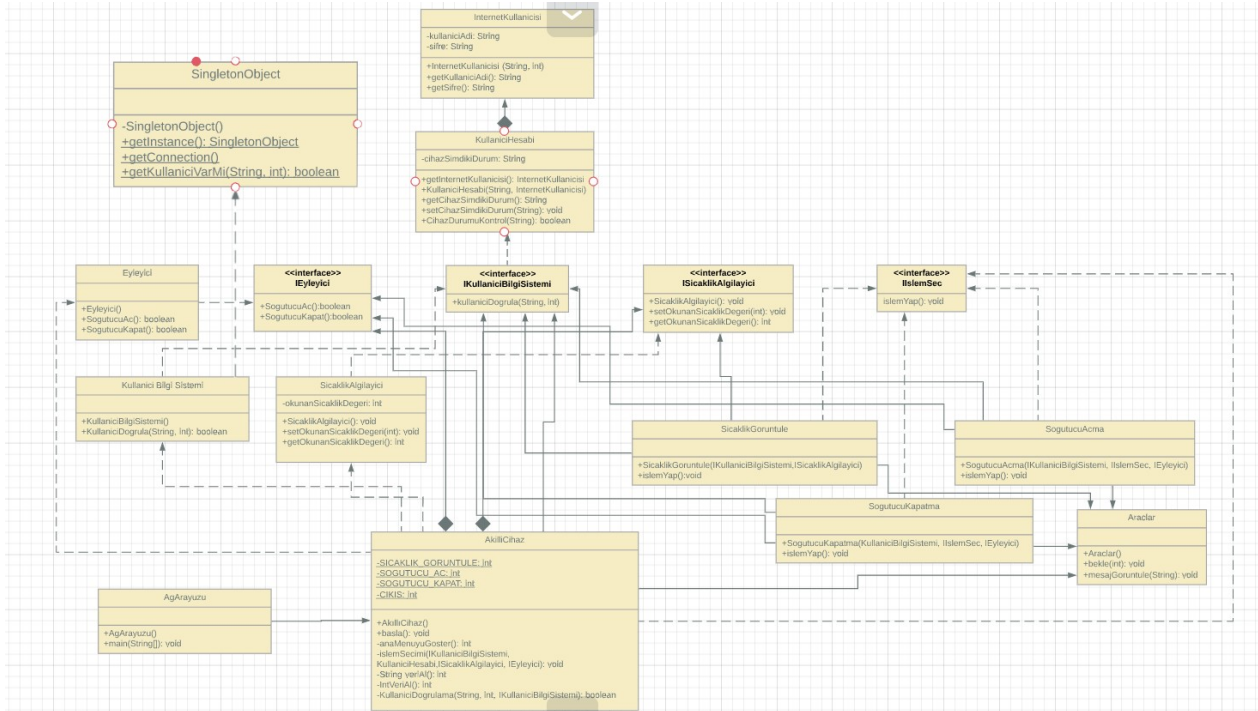 InternetKullanicisi
-kullaniciAdi: String
-sifre: String
+InternetKullanicisi (String, int)
+getKullaniciAdi(): String
+getSifre(): String
SingletonObject
-SingletonObject()
+getInstance(): SingletonObject
+getConnection()
+getKullaniciVarMi(String, int): boolean
KullaniciHesabi
-cihazSimdikiDurum: String
+getInternetKullanicisi(): InternetKullanicisi
+KullaniciHesabi(String, InternetKullanicisi)
+getCihazSimdikiDurum(): String
+setCihazSimdikiDurum(String): void
+CihazDurumuKontrol(String): boolean
Eyleyici
+Eyleyici()
+SogutucuAc(): boolean
+SogutucuKapat(): boolean
<<interface>>
IEyleyici
+SogutucuAc():boolean
+SogutucuKapat():boolean
<<interface>>
IKullaniciBilgiSistemi
+kullaniciDogrula(String, int)
<<interface>>
ISicaklikAlgilayici
+SicaklikAlgilayici(): void
+setOkunanSicaklikDegeri(int): void
+getOkunanSicaklikDegeri(): int
<<interface>>
IIslemSec
islemYap(): void
Kullanici Bilgi Sistemi
+KullaniciBilgiSistemi()
+KullaniciDogrula(String, int): boolean
SicaklikAlgilayici
-okunanSicaklikDegeri: int
+SicaklikAlgilayici(): void
+setOkunanSicaklikDegeri(int): void
+getOkunanSicaklikDegeri(): int
SicaklikGoruntule
+SicaklikGoruntule(IKullaniciBilgiSistemi,ISicaklikAlgilayici)
+islemYap():void
SogutucuAcma
+SogutucuAcma(IKullaniciBilgiSistemi, IIslemSec, IEyleyici)
+islemYap(): void
SogutucuKapatma
+SogutucuKapatma(KullaniciBilgiSistemi, IIslemSec, IEyleyici)
+islemYap(): void
Araclar
+Araclar()
+bekle(int): void
+mesajGoruntule(String): void
AkilliCihaz
-SICAKLIK_GORUNTULE: int
-SOGUTUCU_AC: int
-SOGUTUCU_KAPAT: int
-CIKIS: int
+AkilliCihaz()
+basla(): void
-anaMenuyuGoster(): int
-islemSecimi(IKullaniciBilgiSistemi,
KullaniciHesabi,ISicaklikAlgilayici, IEyleyici): void
-String veriAl(): int
-IntVeriAl(): int
-KullaniciDogrulama(String, int, IKullaniciBilgiSistemi): boolean
AgArayuzu
+AgArayuzu()
+main(String[]): void